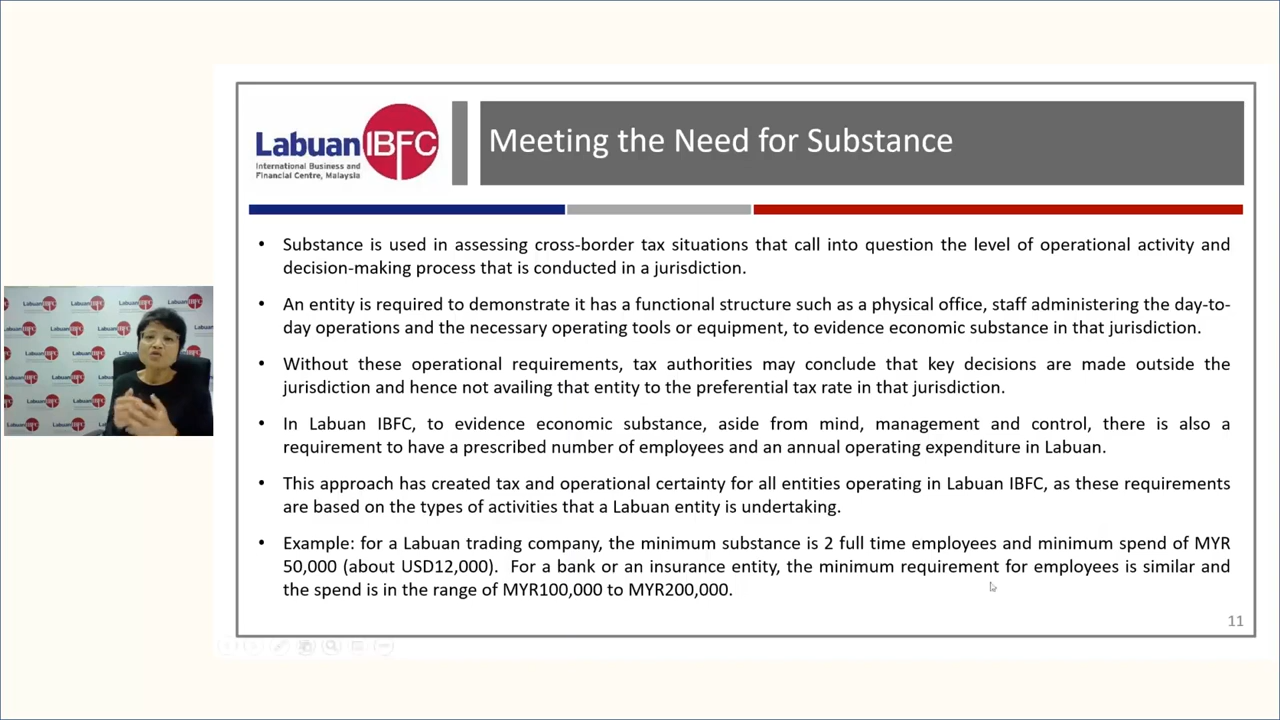 Labuan IBFC
International Business and
Financial Centre, Malaysia
Meeting the Need for Substance
• Substance is used in assessing cross-border tax situations that call into question the level of operational activity and
decision-making process that is conducted in a jurisdiction.
• An entity is required to demonstrate it has a functional structure such as a physical office, staff administering the day-to-
day operations and the necessary operating tools or equipment, to evidence economic substance in that jurisdiction.
• Without these operational requirements, tax authorities may conclude that key decisions are made outside the
jurisdiction and hence not availing that entity to the preferential tax rate in that jurisdiction.
• In Labuan IBFC, to evidence economic substance, aside from mind, management and control, there is also a
requirement to have a prescribed number of employees and an annual operating expenditure in Labuan.
• This approach has created tax and operational certainty for all entities operating in Labuan IBFC, as these requirements
are based on the types of activities that a Labuan entity is undertaking.
• Example: for a Labuan trading company, the minimum substance is 2 full time employees and minimum spend of MYR
50,000 (about USD12,000). For a bank or an insurance entity, the minimum requirement for employees is similar and
the spend is in the range of MYR100,000 to MYR200,000.
11